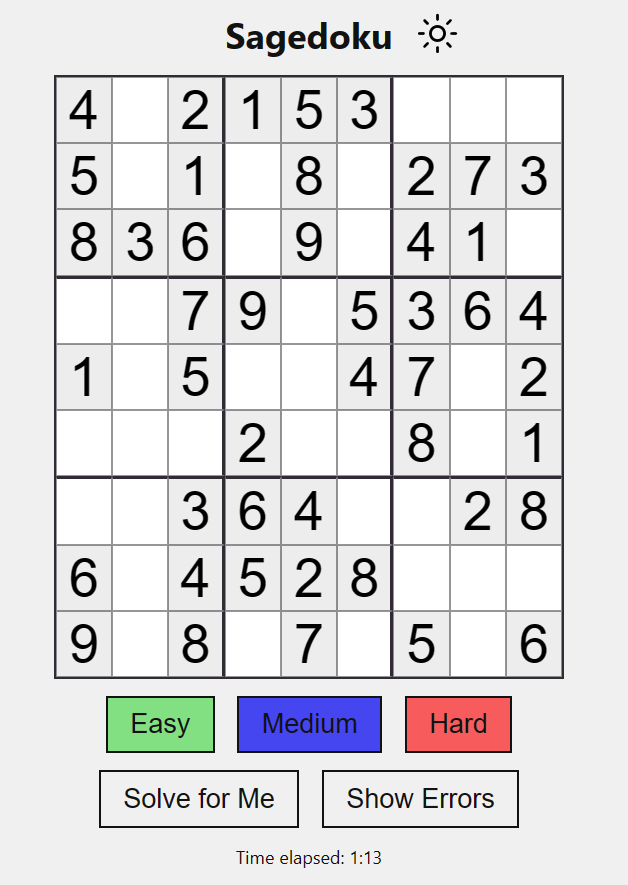 Sagedoku
4 2 1 5 3
5 1 8 2 7 3
8 3 6 9 4 1
7 9 5 3 6 4
1 5 4 7 2
2 8 1
3 6 4 2 8
6 4 5 2 8
9 8 7 5 6
Easy Medium Hard
Solve for Me Show Errors
Time elapsed: 1:13